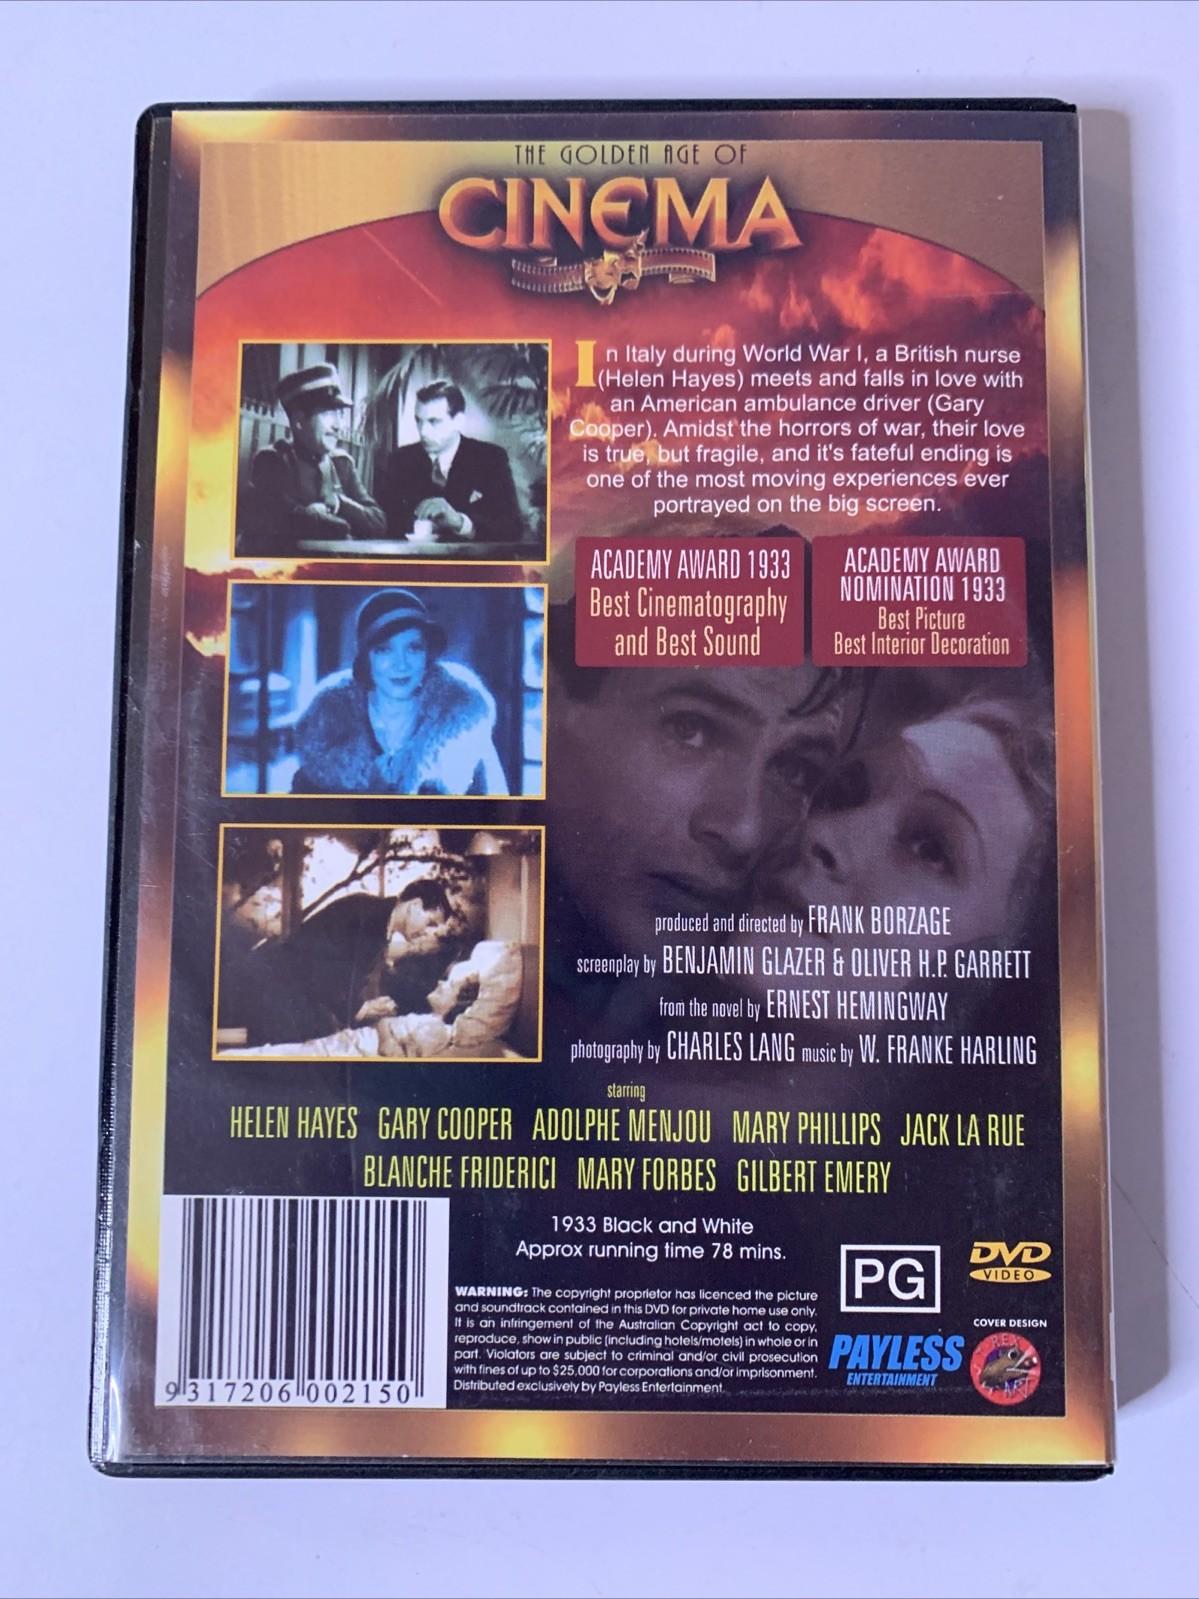 THE GOLDEN AGE OF
CINEMA
In Italy during World War I, a British nurse
(Helen Hayes) meets and falls in love with
an American ambulance driver (Gary
Cooper). Amidst the horrors of war, their love
is true, but fragile, and it's fateful ending is
one of the most moving experiences ever
portrayed on the big screen.
ACADEMY AWARD 1933
Best Cinematography
and Best Sound
ACADEMY AWARD
NOMINATION 1933
Best Picture
Best Interior Decoration
produced and directed by FRANK BORZAGE
screenplay by BENJAMIN GLAZER & OLIVER H.P. GARRETT
from the novel by ERNEST HEMINGWAY
photography by CHARLES LANG music by W. FRANKE HARLING
starring
HELEN HAYES GARY COOPER ADOLPHE MENJOU MARY PHILLIPS JACK LA RUE
BLANCHE FRIDERICI MARY FORBES GILBERT EMERY
1933 Black and White
Approx running time 78 mins.
WARNING: The copyright proprietor has licenced the picture
and soundtrack contained in this DVD for private home use only.
It is an infringement of the Australian Copyright act to copy,
reproduce, show in public (including hotels/motels) in whole or in
part. Violators are subject to criminal and/or civil prosecution
with fines of up to $25,000 for corporations and/or imprisonment.
Distributed exclusively by Payless Entertainment.
9 317206 002150
PG
DVD
VIDEO
PAYLESS
ENTERTAINMENT
COVER DESIGN
REX
ART